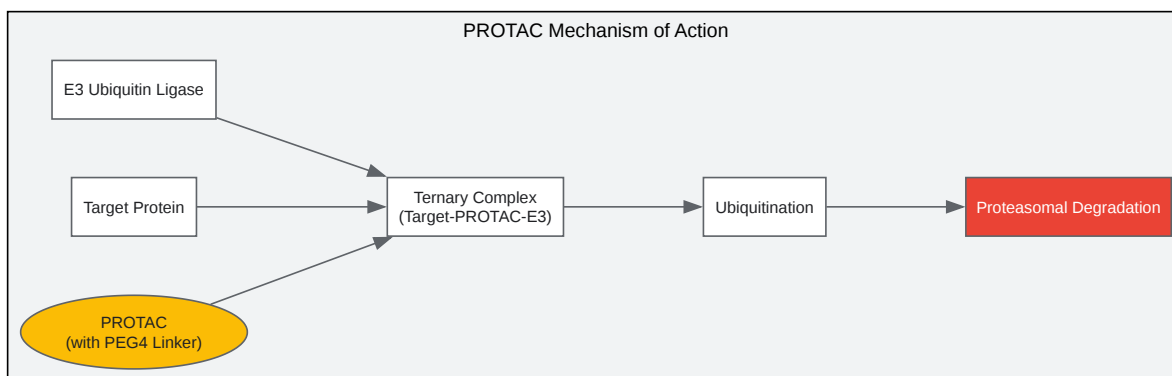 PROTAC Mechanism of Action
E3 Ubiquitin Ligase
Target Protein
PROTAC
(with PEG4 Linker)
Ternary Complex
(Target-PROTAC-E3)
Ubiquitination
Proteasomal Degradation